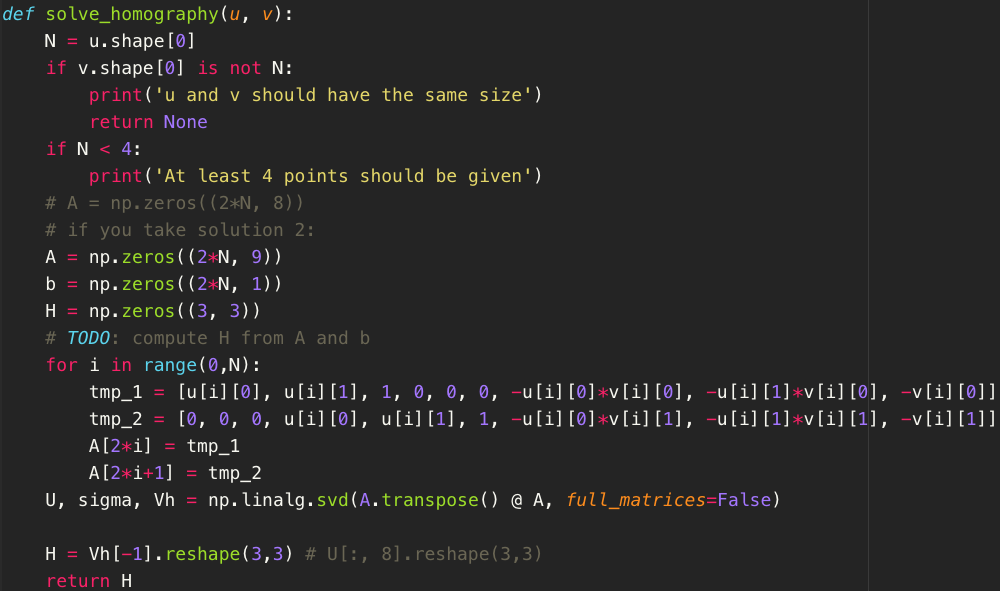 def solve_homography(u, v):
    N = u.shape[0]
    if v.shape[0] is not N:
        print('u and v should have the same size')
        return None
    if N < 4:
        print('At least 4 points should be given')
    # A = np.zeros((2*N, 8))
    # if you take solution 2:
    A = np.zeros((2*N, 9))
    b = np.zeros((2*N, 1))
    H = np.zeros((3, 3))
    # TODO: compute H from A and b
    for i in range(0,N):
        tmp_1 = [u[i][0], u[i][1], 1, 0, 0, 0, -u[i][0]*v[i][0], -u[i][1]*v[i][0], -v[i][0]]
        tmp_2 = [0, 0, 0, u[i][0], u[i][1], 1, -u[i][0]*v[i][1], -u[i][1]*v[i][1], -v[i][1]]
        A[2*i] = tmp_1
        A[2*i+1] = tmp_2
    U, sigma, Vh = np.linalg.svd(A.transpose() @ A, full_matrices=False)

    H = Vh[-1].reshape(3,3) # U[:, 8].reshape(3,3)
    return H